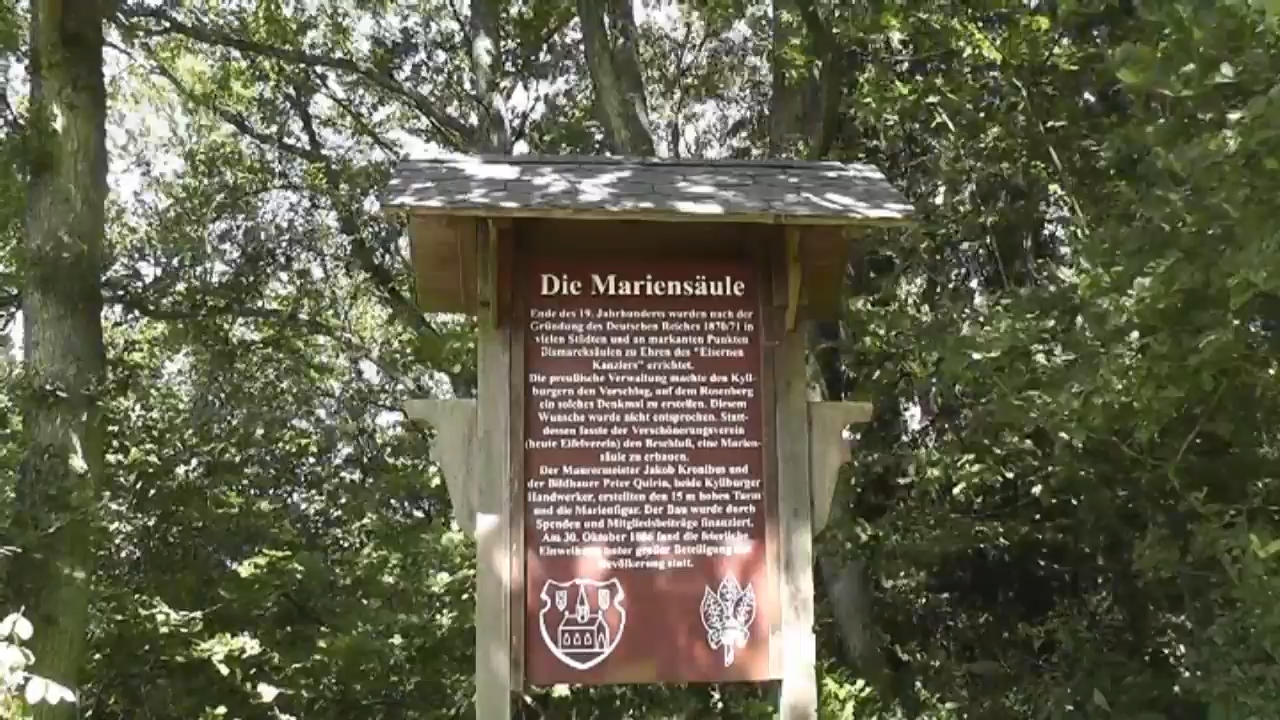 Die Mariensäule
Ende des 19. Jahrhunderts wurden nach der
Gründung des Deutschen Reiches 1870/71 in
vielen Städten und an markanten Punkten
Bismarcksäulen zu Ehren des "Eisernen
Kanzlers" errichtet.
Die preußische Verwaltung machte den Kyll-
burgern den Vorschlag, auf dem Rosenberg
ein solches Denkmal zu erstellen. Diesem
Wunsche wurde nicht entsprochen. Statt-
dessen fasste der Verschönerungsverein
(heute Eifelverein) den Beschluß, eine Marien-
säule zu erbauen.
Der Maurermeister Jakob Kronibus und
der Bildhauer Peter Quirin, beide Kyllburger
Handwerker, erstellten den 15 m hohen Turm
und die Marienfigur. Der Bau wurde durch
Spenden und Mitgliedsbeiträge finanziert.
Am 30. Oktober fand die feierliche
Einweihung unter großer Beteiligung der
Bevölkerung statt.